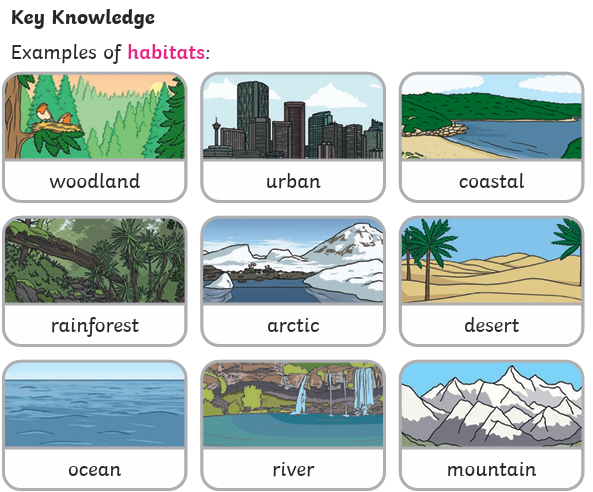 Key Knowledge
Examples of habitats:
woodland
urban
coastal
rainforest
arctic
desert
ocean
river
mountain